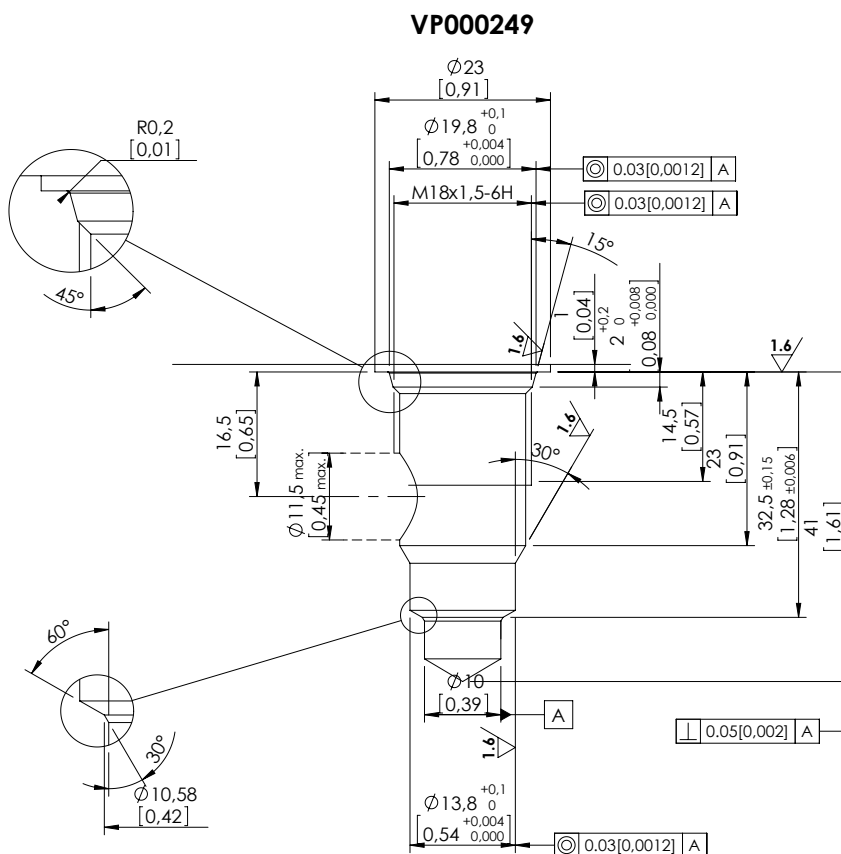 VP000249
Ø23
[0,91]
R0,2
[0,01]
Ø19,8 +0,1 0
[0,78 +0,004 0,000]
◎ 0.03[0,0012] A
M18x1,5-6H
◎ 0.03[0,0012] A
15°
45°
1
[0,04]
2 +0,2 0
0,08 +0,008 0,000
1.6
1.6
16,5
[0,65]
Ø11,5 max.
[0,45 max.]
1.6
30°
14,5
[0,57]
23
[0,91]
32,5 ±0,15
[1,28 ±0,006]
41
[1,61]
60°
30°
Ø10,58
[0,42]
Ø10
[0,39]
A
1.6
⊥ 0.05[0,002] A
Ø13,8 +0,1 0
[0,54 +0,004 0,000]
◎ 0.03[0,0012] A